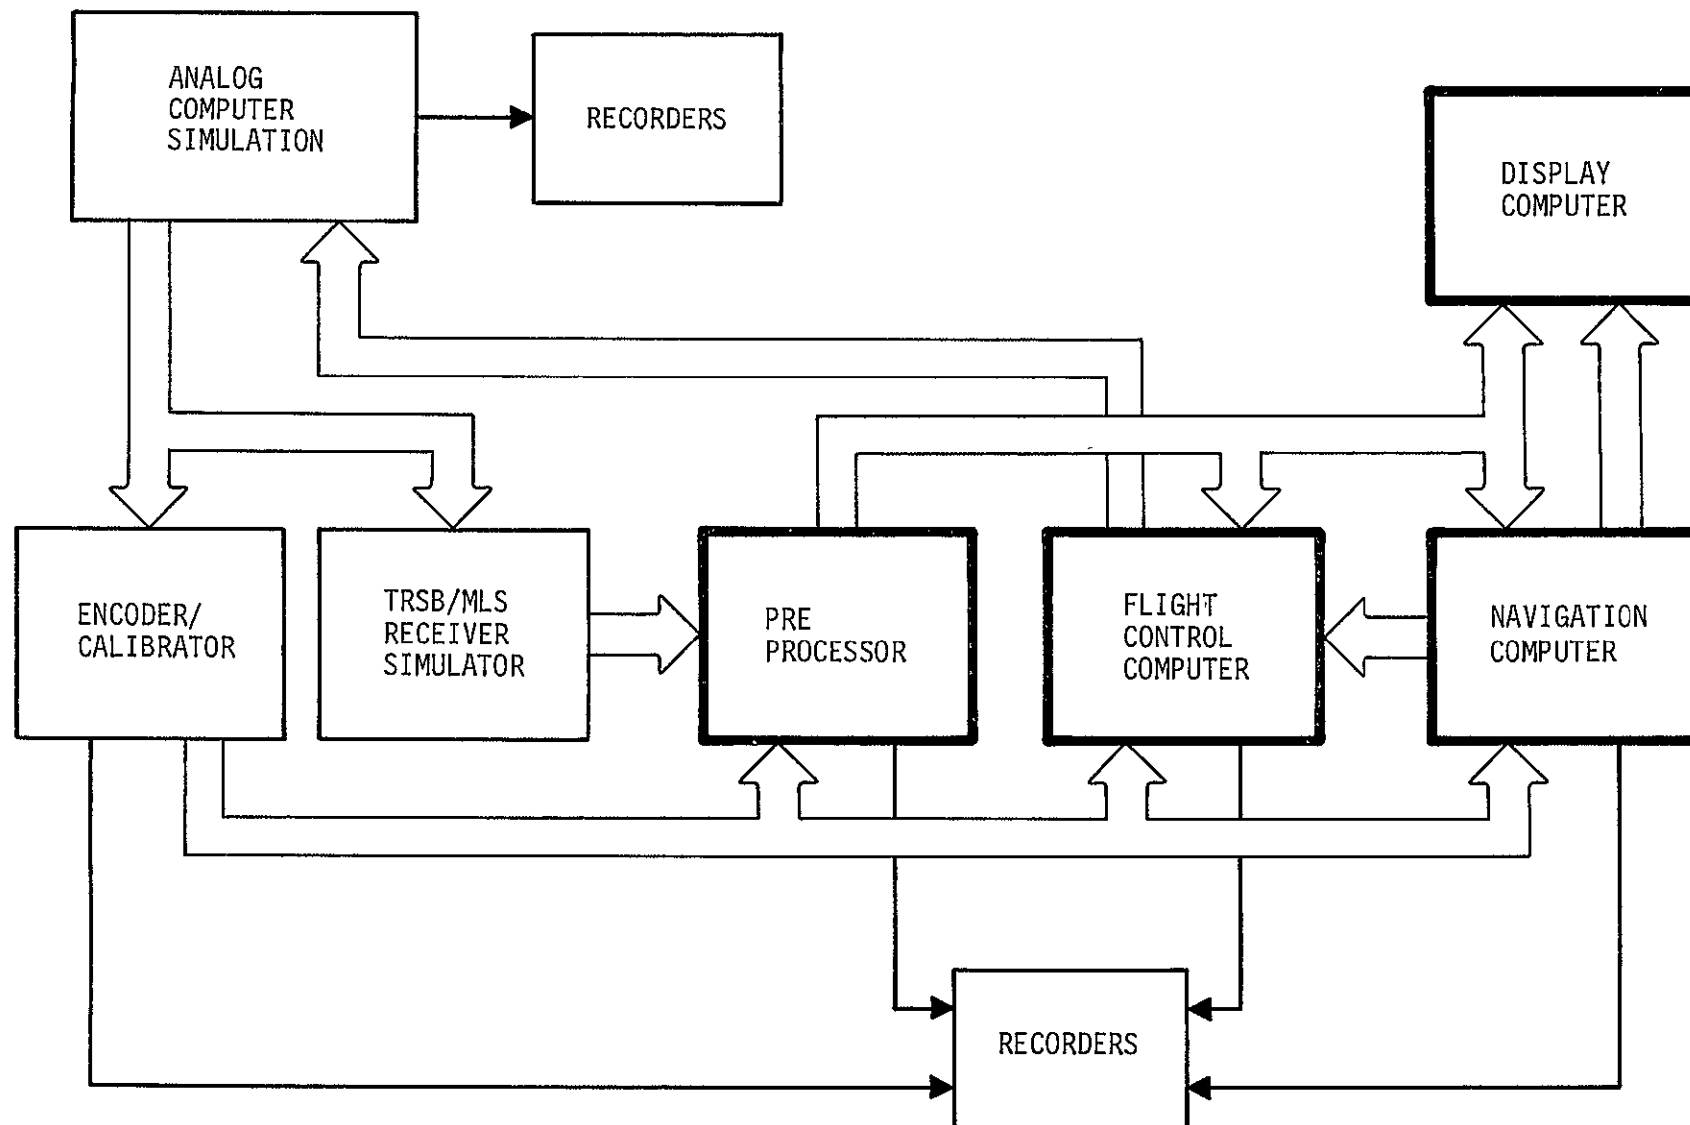 ANALOG
COMPUTER
SIMULATION
RECORDERS
DISPLAY
COMPUTER
ENCODER/
CALIBRATOR
TRSB/MLS
RECEIVER
SIMULATOR
PRE
PROCESSOR
FLIGHT
CONTROL
COMPUTER
NAVIGATION
COMPUTER
RECORDERS